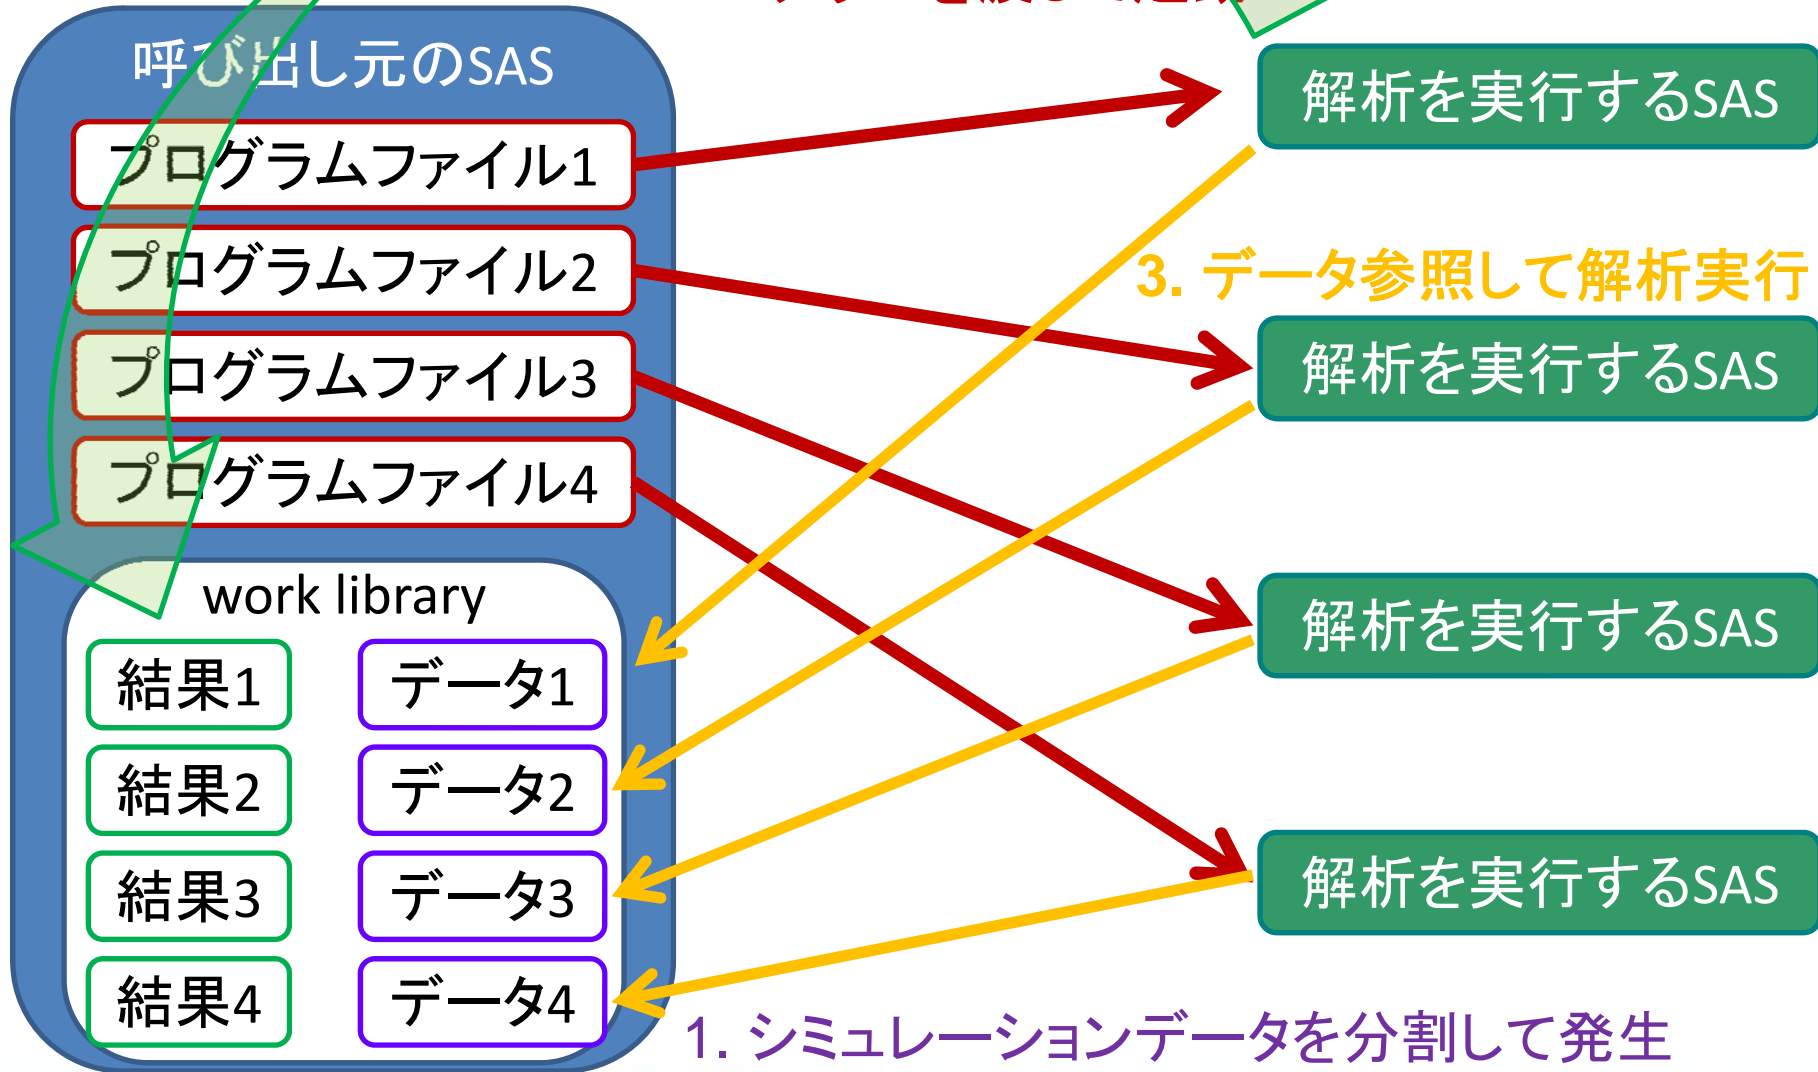 を渡して起動
呼び出し元のSAS
プログラムファイル1
プログラムファイル2
プログラムファイル3
プログラムファイル4
work library
結果1
データ1
結果2
データ2
結果3
データ3
結果4
データ4
解析を実行するSAS
3. データ参照して解析実行
解析を実行するSAS
解析を実行するSAS
解析を実行するSAS
1. シミュレーションデータを分割して発生